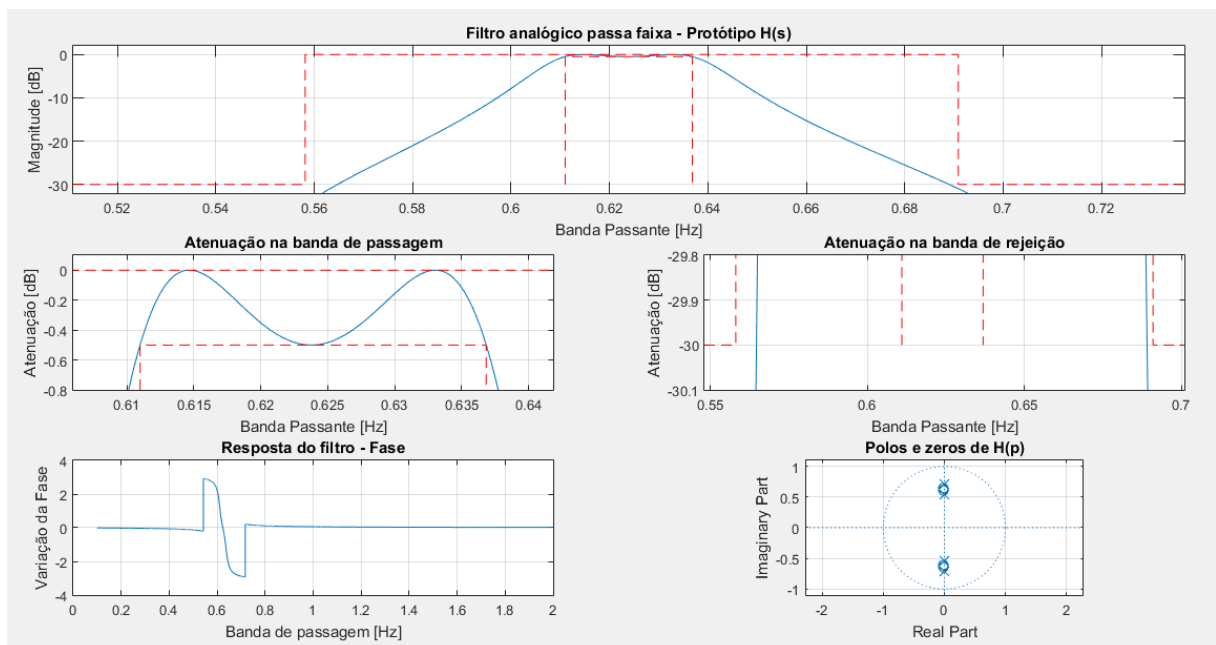 Filtro analógico passa faixa - Protótipo H(s)
Magnitude [dB]
0
-10
-20
-30
0.52 0.54 0.56 0.58 0.6 0.62 0.64 0.66 0.68 0.7 0.72
Banda Passante [Hz]
Atenuação na banda de passagem
Atenuação [dB]
0
-0.2
-0.4
-0.6
-0.8
0.61 0.615 0.62 0.625 0.63 0.635 0.64
Banda Passante [Hz]
Atenuação na banda de rejeição
Atenuação [dB]
-29.8
-29.9
-30
-30.1
0.55 0.6 0.65 0.7
Banda Passante [Hz]
Resposta do filtro - Fase
Variação da Fase
4
2
0
-2
-4
0 0.2 0.4 0.6 0.8 1 1.2 1.4 1.6 1.8 2
Banda de passagem [Hz]
Polos e zeros de H(p)
Imaginary Part
1
0.5
0
-0.5
-1
-2 -1 0 1 2
Real Part